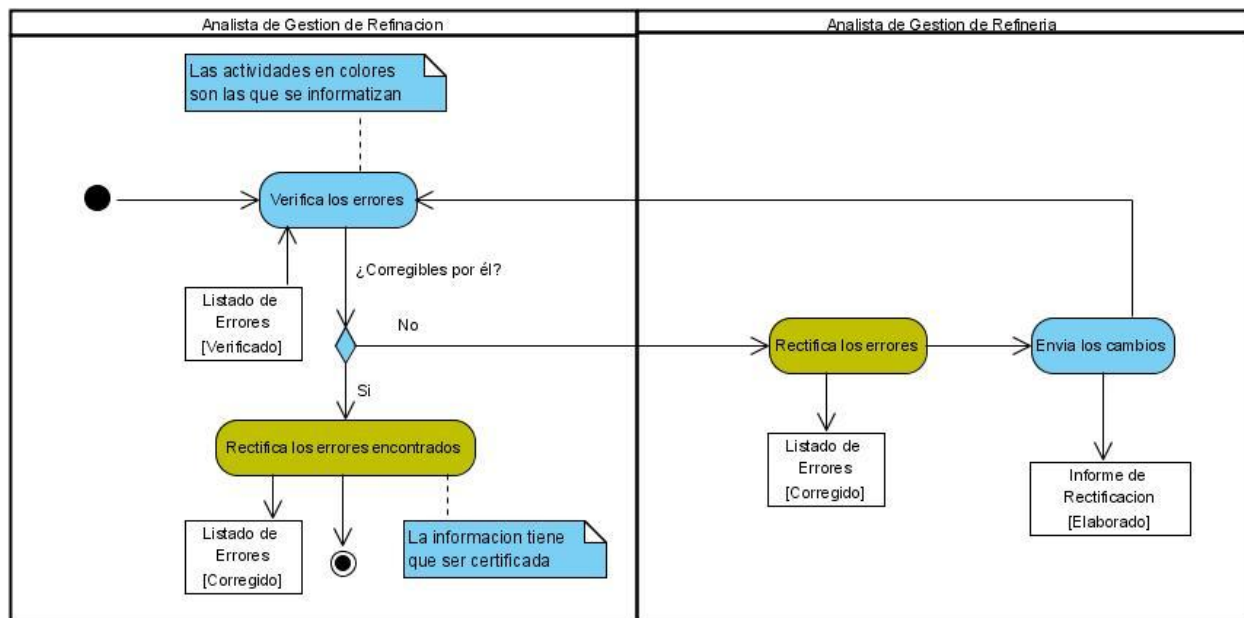 Analista de Gestion de Refinacion
Analista de Gestion de Refineria
Las actividades en colores
son las que se informatizan
Verifica los errores
¿Corregibles por él?
Listado de
Errores
[Verificado]
No
Si
Rectifica los errores
Envia los cambios
Rectifica los errores encontrados
Listado de
Errores
[Corregido]
Informe de
Rectificacion
[Elaborado]
Listado de
Errores
[Corregido]
La informacion tiene
que ser certificada